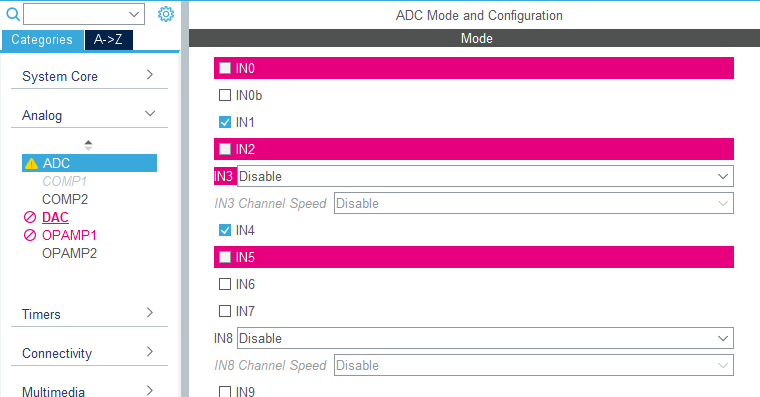 Categories A->Z
System Core
Analog
ADC
COMP1
COMP2
DAC
OPAMP1
OPAMP2
Timers
Connectivity
Multimedia
ADC Mode and Configuration
Mode
IN0
IN0b
IN1
IN2
IN3 Disable
IN3 Channel Speed Disable
IN4
IN5
IN6
IN7
IN8 Disable
IN8 Channel Speed Disable
IN9